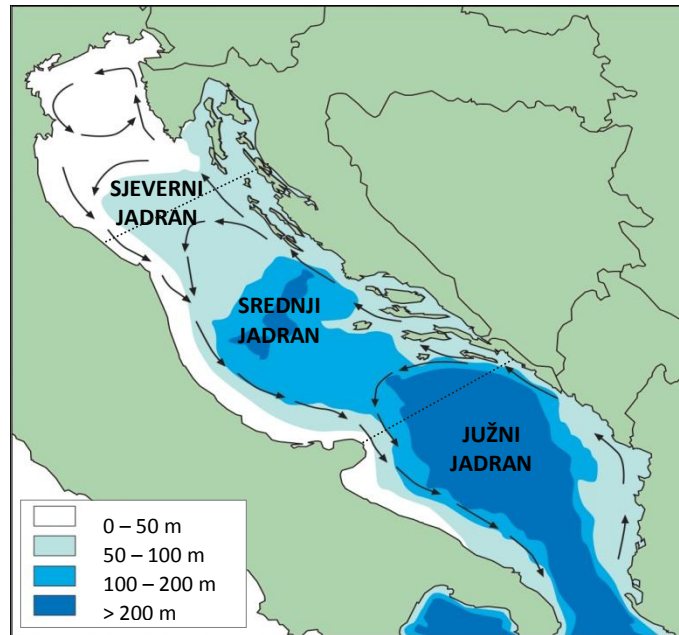 SJEVERNI
JADRAN
SREDNJI
JADRAN
JUŽNI
JADRAN
0 – 50 m
50 – 100 m
100 – 200 m
> 200 m